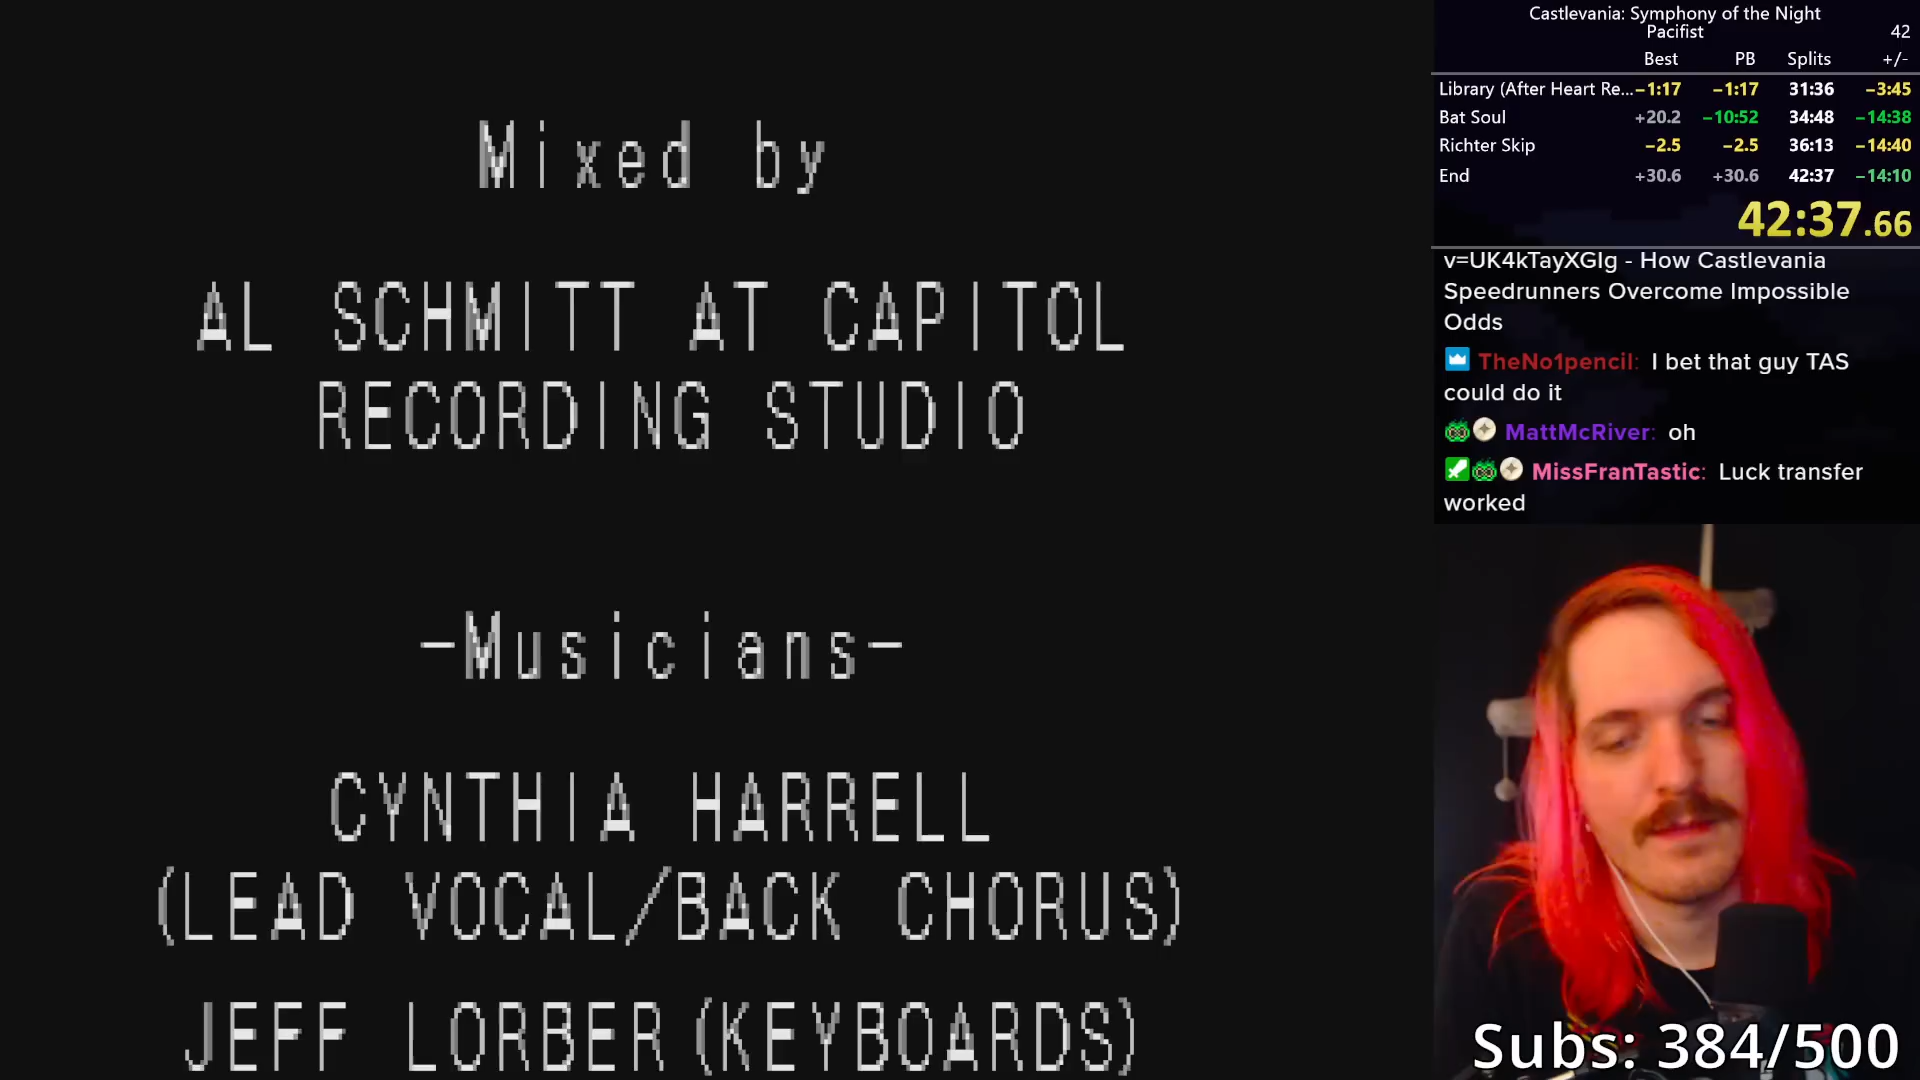 Mixed by
AL SCHMITT AT CAPITOL
RECORDING STUDIO
-Musicians-
CYNTHIA HARRELL
(LEAD VOCAL/BACK CHORUS)
JEFF LORBER(KEYBOARDS)
Castlevania: Symphony of the Night
Pacifist 42
Best PB Splits +/-
Library (After Heart Re... -1:17 -1:17 31:36 -3:45
Bat Soul +20.2 -10:52 34:48 -14:38
Richter Skip -2.5 -2.5 36:13 -14:40
End +30.6 +30.6 42:37 -14:10
42:37.66
v=UK4kTayXGIg - How Castlevania
Speedrunners Overcome Impossible
Odds
TheNo1pencil: I bet that guy TAS
could do it
MattMcRiver: oh
MissFranTastic: Luck transfer
worked
Subs: 384/500